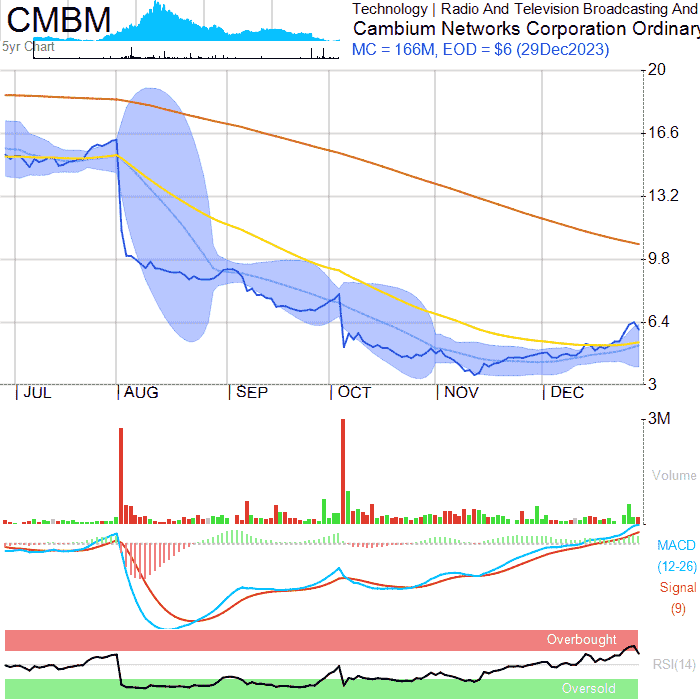 CMBM
5yr Chart
Technology | Radio And Television Broadcasting And
Cambium Networks Corporation Ordinary
MC = 166M, EOD = $6 (29Dec2023)
20
16.6
13.2
9.8
6.4
3
JUL AUG SEP OCT NOV DEC
3M
Volume
MACD
(12-26)
Signal
(9)
Overbought
RSI(14)
Oversold